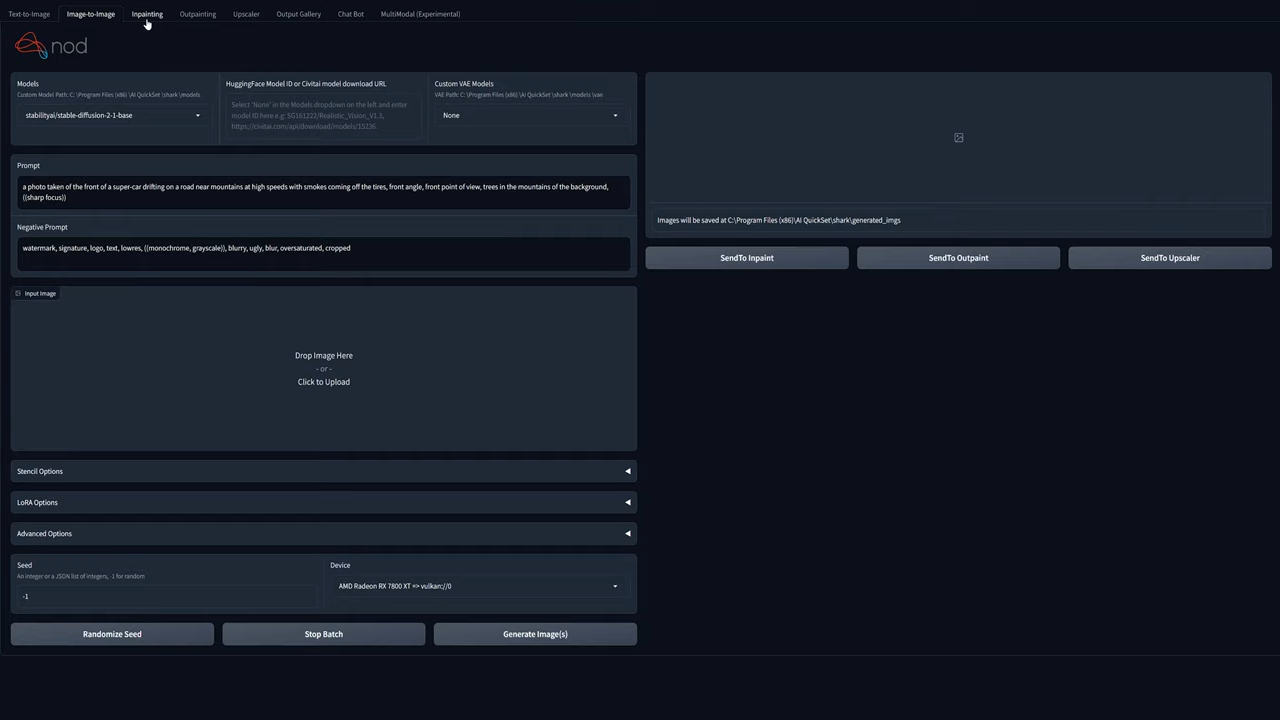 Text-to-Image
Image-to-Image
Inpainting
Outpainting
Upscaler
Output Gallery
Chat Bot
MultiModal (Experimental)
nod
Models
Custom Model Path: C: \Program Files (x86) \AI QuickSet \shark \models
stabilityai/stable-diffusion-2-1-base
HuggingFace Model ID or Civitai model download URL
Select 'None' in the Models dropdown on the left and enter
model ID here e.g: SG161222/Realistic_Vision_V1.3,
https://civitai.com/api/download/models/15236
Custom VAE Models
VAE Path: C: \Program Files (x86) \AI QuickSet \shark \models \vae
None
Prompt
a photo taken of the front of a super-car drifting on a road near mountains at high speeds with smokes coming off the tires, front angle, front point of view, trees in the mountains of the background,
((sharp focus))
Negative Prompt
watermark, signature, logo, text, lowres, ((monochrome, grayscale)), blurry, ugly, blur, oversaturated, cropped
Images will be saved at C:\Program Files (x86)\AI QuickSet\shark\generated_imgs
SendTo Inpaint
SendTo Outpaint
SendTo Upscaler
Input Image
Drop Image Here
- or -
Click to Upload
Stencil Options
LoRA Options
Advanced Options
Seed
An integer or a JSON list of integers, -1 for random
-1
Device
AMD Radeon RX 7800 XT => vulkan://0
Randomize Seed
Stop Batch
Generate Image(s)